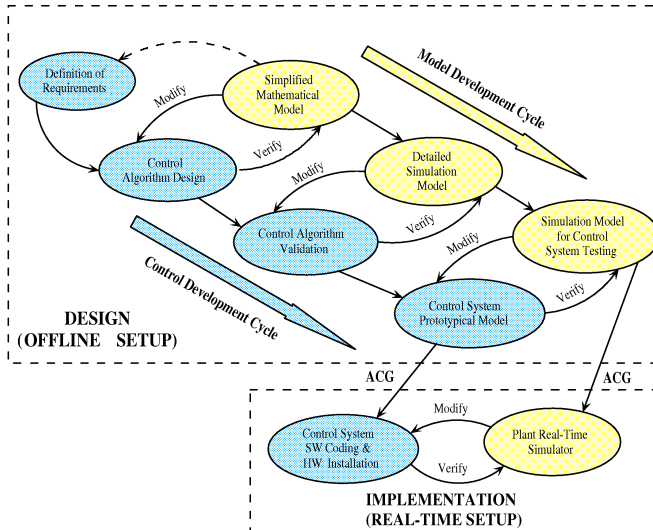 Definition of
Requirements
Simplified
Mathematical
Model
Modify
Verify
Control
Algorithm Design
Model Development Cycle
Detailed
Simulation
Model
Modify
Verify
Control Algorithm
Validation
Simulation Model
for Control
System Testing
Modify
Verify
Control System
Prototypical Model
Control Development Cycle
DESIGN
(OFFLINE SETUP)
ACG
ACG
Control System
SW Coding &
HW Installation
Modify
Verify
Plant Real-Time
Simulator
IMPLEMENTATION
(REAL-TIME SETUP)